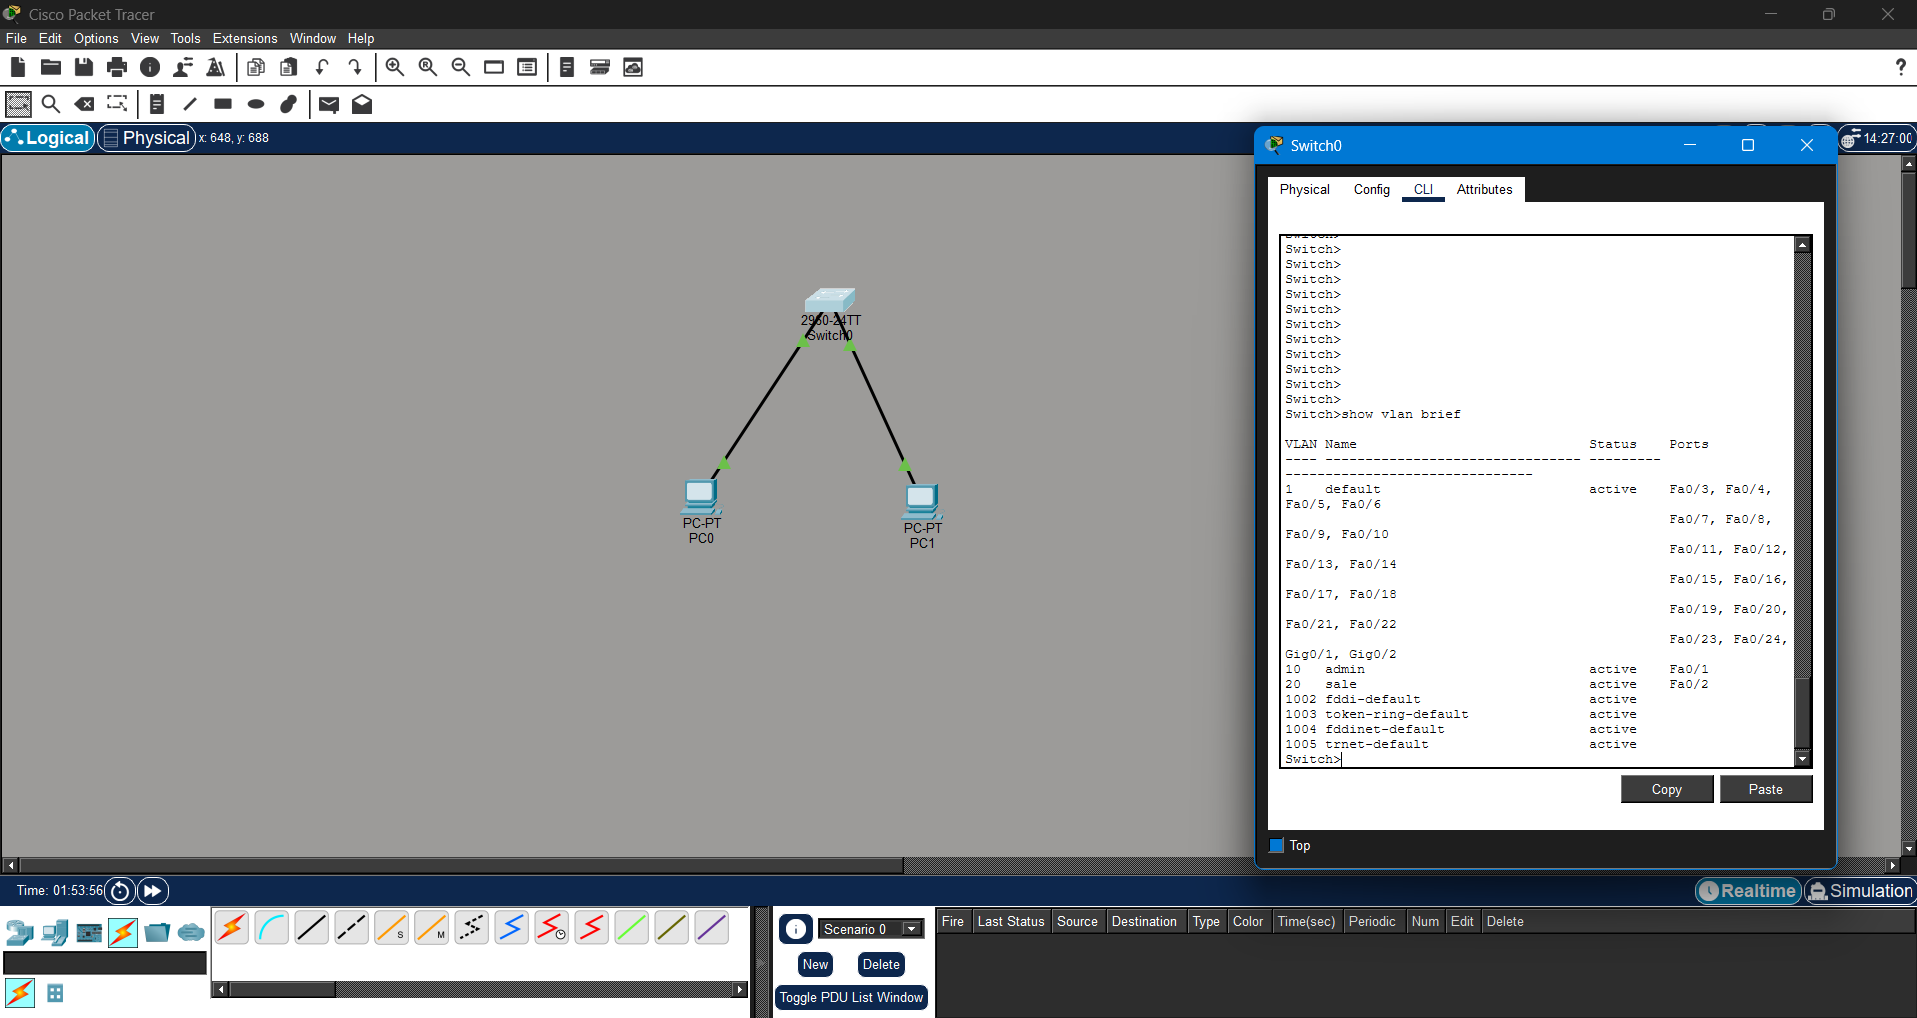 Cisco Packet Tracer
File Edit Options View Tools Extensions Window Help
?
Logical Physical x: 648, y: 688
14:27:00
2960-24TT
Switch0
PC-PT
PC0
PC-PT
PC1
Switch0
Physical Config CLI Attributes
Switch>
Switch>
Switch>
Switch>
Switch>
Switch>
Switch>
Switch>
Switch>
Switch>
Switch>
Switch>
Switch>show vlan brief
VLAN Name Status Ports
---- -------------------------------- ---------
-------------------------------
1 default active Fa0/3, Fa0/4,
Fa0/5, Fa0/6
Fa0/7, Fa0/8,
Fa0/9, Fa0/10
Fa0/11, Fa0/12,
Fa0/13, Fa0/14
Fa0/15, Fa0/16,
Fa0/17, Fa0/18
Fa0/19, Fa0/20,
Fa0/21, Fa0/22
Fa0/23, Fa0/24,
Gig0/1, Gig0/2
10 admin active Fa0/1
20 sale active Fa0/2
1002 fddi-default active
1003 token-ring-default active
1004 fddinet-default active
1005 trnet-default active
Switch>
Copy Paste
Top
Time: 01:53:56
Realtime Simulation
S M
Scenario 0
New Delete
Toggle PDU List Window
Fire Last Status Source Destination Type Color Time(sec) Periodic Num Edit Delete